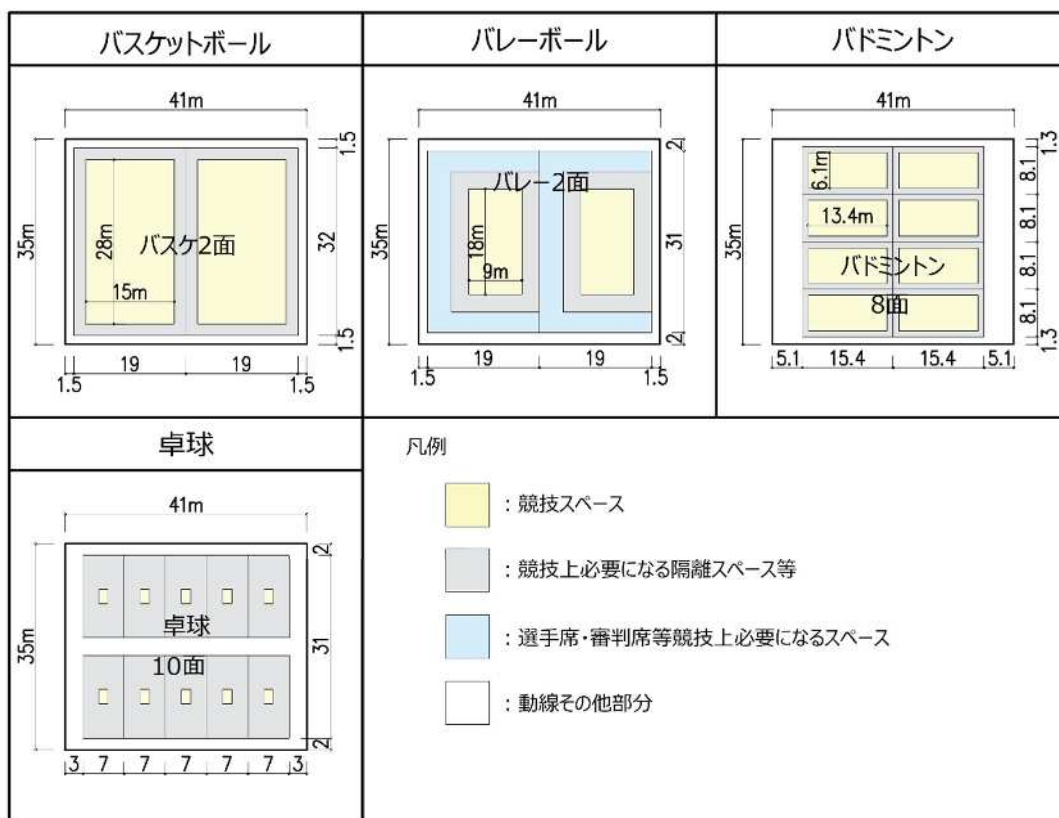 バスケットボール
41m
35m
28m
15m
バスケ2面
1.5
32
1.5
19
19
1.5
1.5
バレーボール
41m
35m
バレー2面
18m
9m
2
31
2
19
19
1.5
1.5
バドミントン
41m
35m
6.1m
13.4m
バドミントン
8面
1.3
8.1
8.1
8.1
8.1
1.3
5.1
15.4
15.4
5.1
卓球
41m
35m
卓球
10面
2
31
2
3
7
7
7
7
7
3
凡例
：競技スペース
：競技上必要になる隔離スペース等
：選手席・審判席等競技上必要になるスペース
：動線その他部分